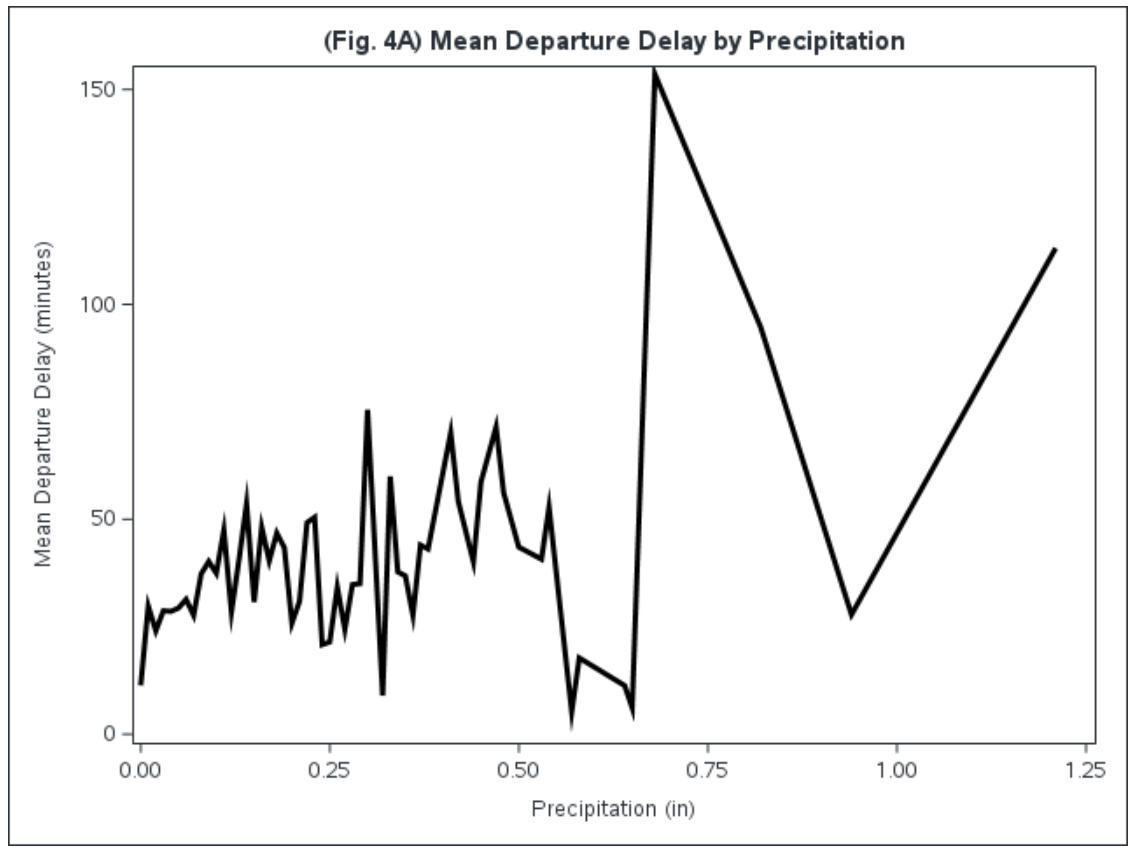 (Fig. 4A) Mean Departure Delay by Precipitation
150
100
50
0
Mean Departure Delay (minutes)
0.00 0.25 0.50 0.75 1.00 1.25
Precipitation (in)